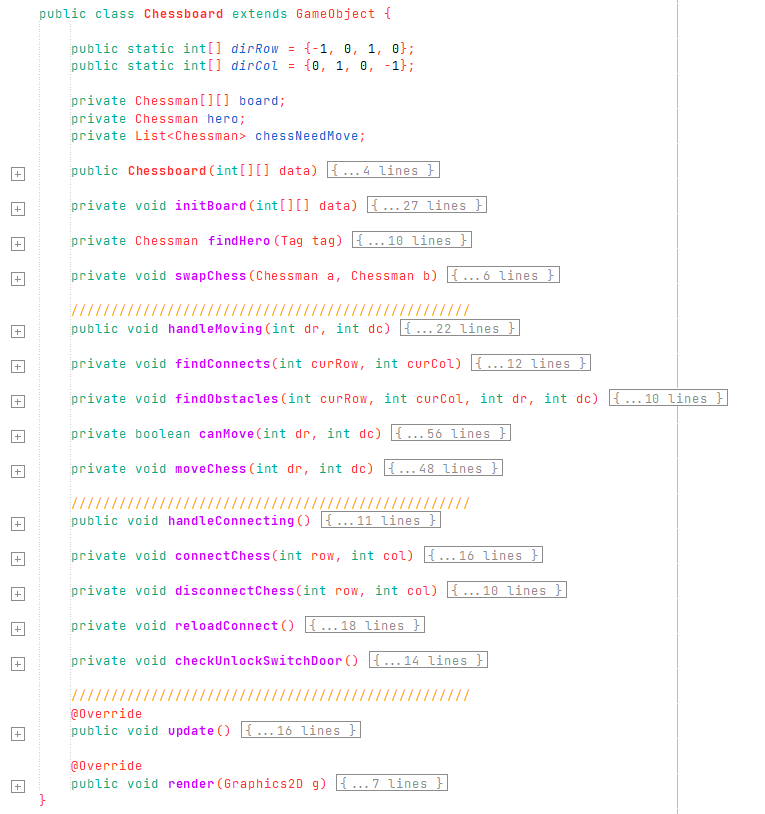 public class Chessboard extends GameObject {
public static int[] dirRow = {-1, 0, 1, 0};
public static int[] dirCol = {0, 1, 0, -1};
private Chessman[][] board;
private Chessman hero;
private List<Chessman> chessNeedMove;
public Chessboard(int[][] data) {...4 lines }
private void initBoard(int[][] data) {...27 lines }
private Chessman findHero(Tag tag) {...10 lines }
private void swapChess(Chessman a, Chessman b) {...6 lines }
//////////////////////////////////////////////////
public void handleMoving(int dr, int dc) {...22 lines }
private void findConnects(int curRow, int curCol) {...12 lines }
private void findObstacles(int curRow, int curCol, int dr, int dc) {...10 lines }
private boolean canMove(int dr, int dc) {...56 lines }
private void moveChess(int dr, int dc) {...48 lines }
//////////////////////////////////////////////////
public void handleConnecting() {...11 lines }
private void connectChess(int row, int col) {...16 lines }
private void disconnectChess(int row, int col) {...10 lines }
private void reloadConnect() {...18 lines }
private void checkUnlockSwitchDoor() {...14 lines }
//////////////////////////////////////////////////
@Override
public void update() {...16 lines }
@Override
public void render(Graphics2D g) {...7 lines }
}